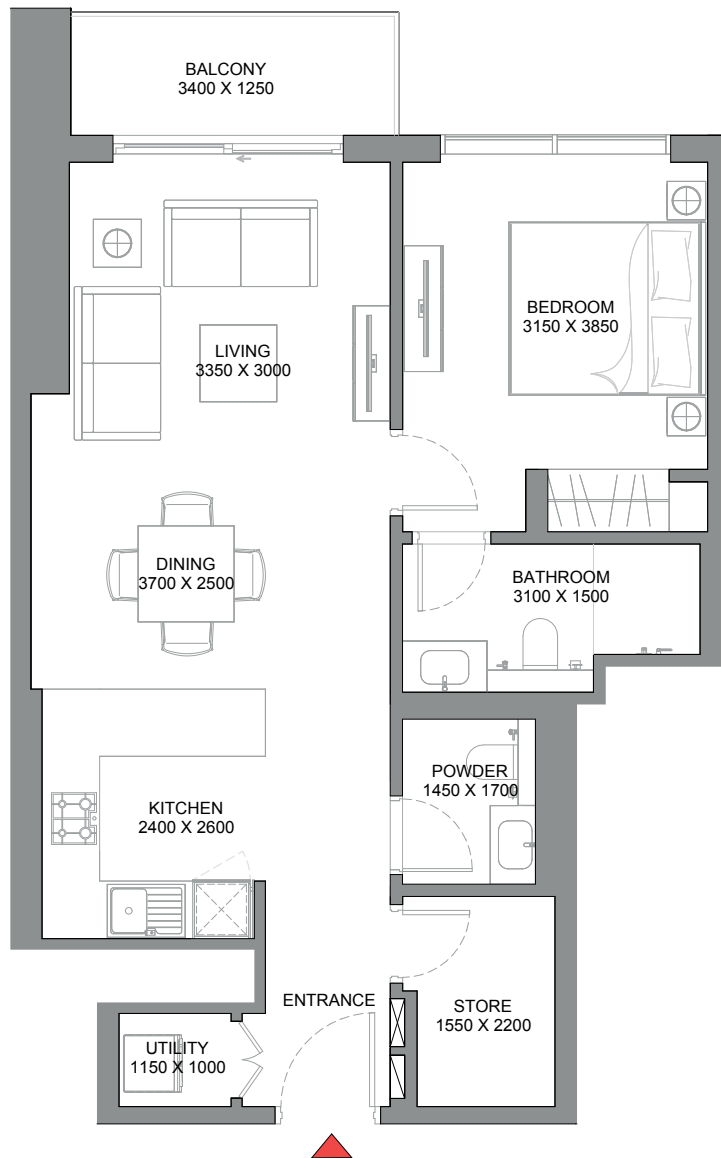 BALCONY
3400 X 1250
BEDROOM
3150 X 3850
LIVING
3350 X 3000
DINING
3700 X 2500
BATHROOM
3100 X 1500
POWDER
1450 X 1700
KITCHEN
2400 X 2600
ENTRANCE
STORE
1550 X 2200
UTILITY
1150 X 1000